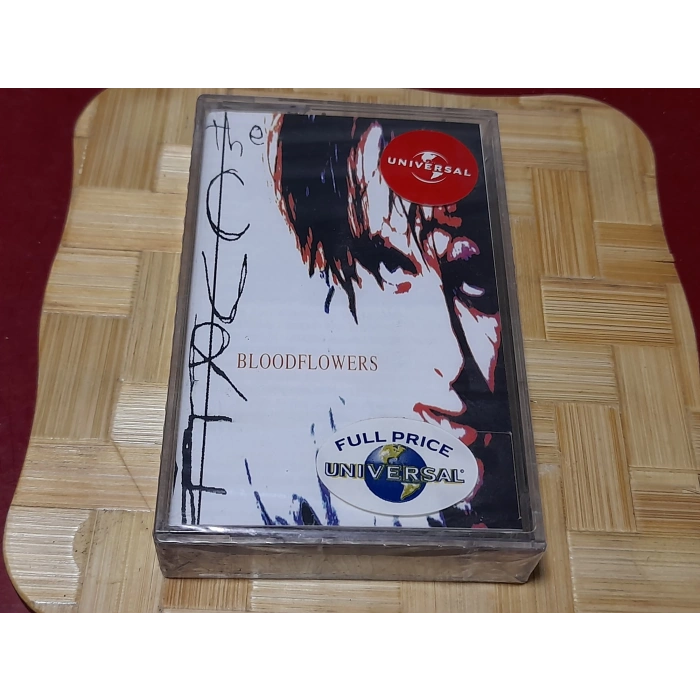 the
CURE
UNIVERSAL
BLOODFLOWERS
FULL PRICE
UNIVERSAL